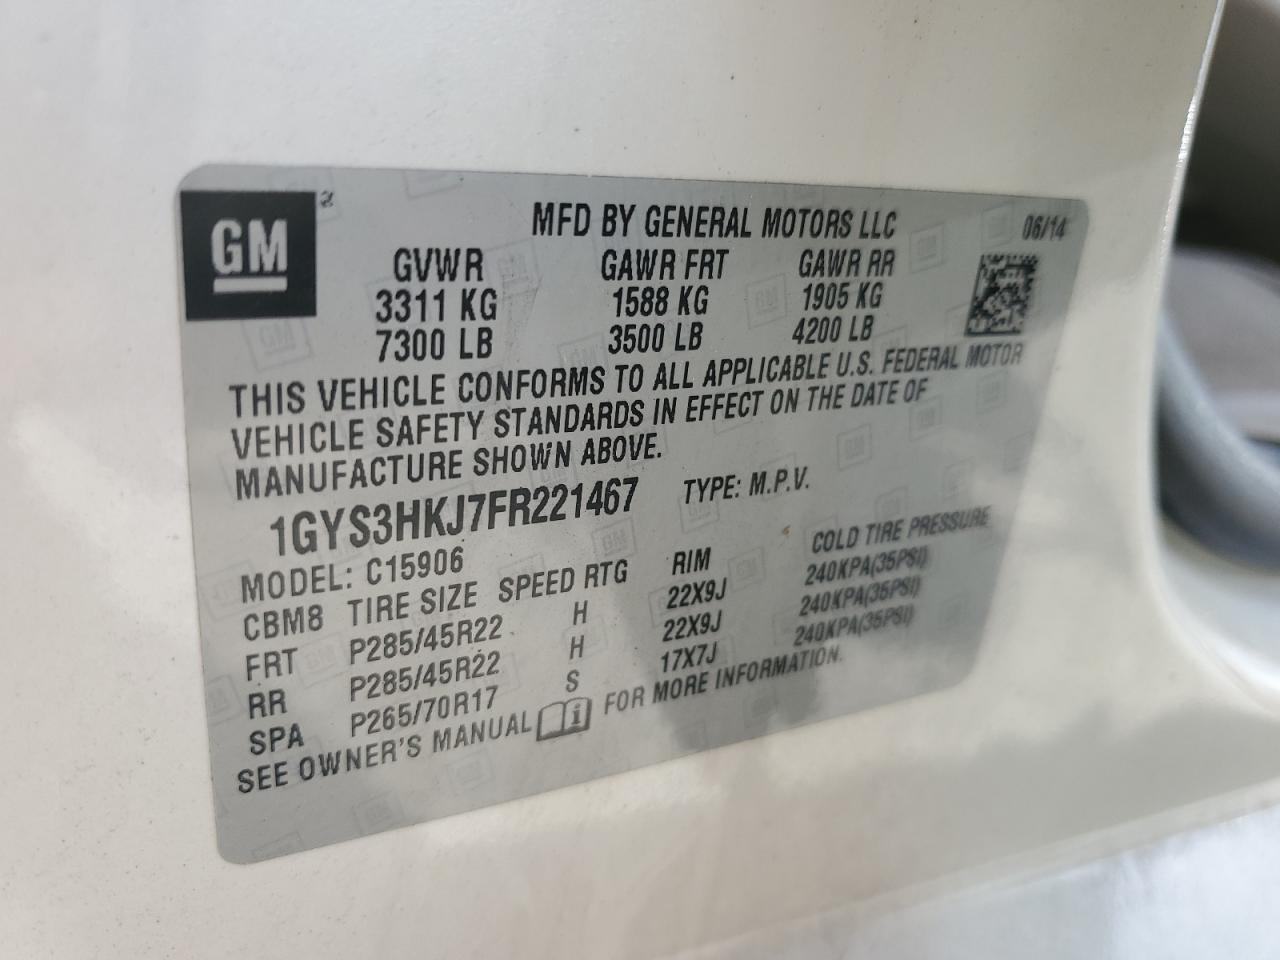 GM
MFD BY GENERAL MOTORS LLC 06/14
GVWR GAWR FRT GAWR RR
3311 KG 1588 KG 1905 KG
7300 LB 3500 LB 4200 LB
THIS VEHICLE CONFORMS TO ALL APPLICABLE U.S. FEDERAL MOTOR
VEHICLE SAFETY STANDARDS IN EFFECT ON THE DATE OF
MANUFACTURE SHOWN ABOVE.
1GYS3HKJ7FR221467 TYPE: M.P.V.
MODEL: C15906
CBM8 TIRE SIZE SPEED RTG RIM COLD TIRE PRESSURE
FRT P285/45R22 H 22X9J 240KPA(35PSI)
RR P285/45R22 H 22X9J 240KPA(35PSI)
SPA P265/70R17 S 17X7J 240KPA(35PSI)
SEE OWNER'S MANUAL FOR MORE INFORMATION.